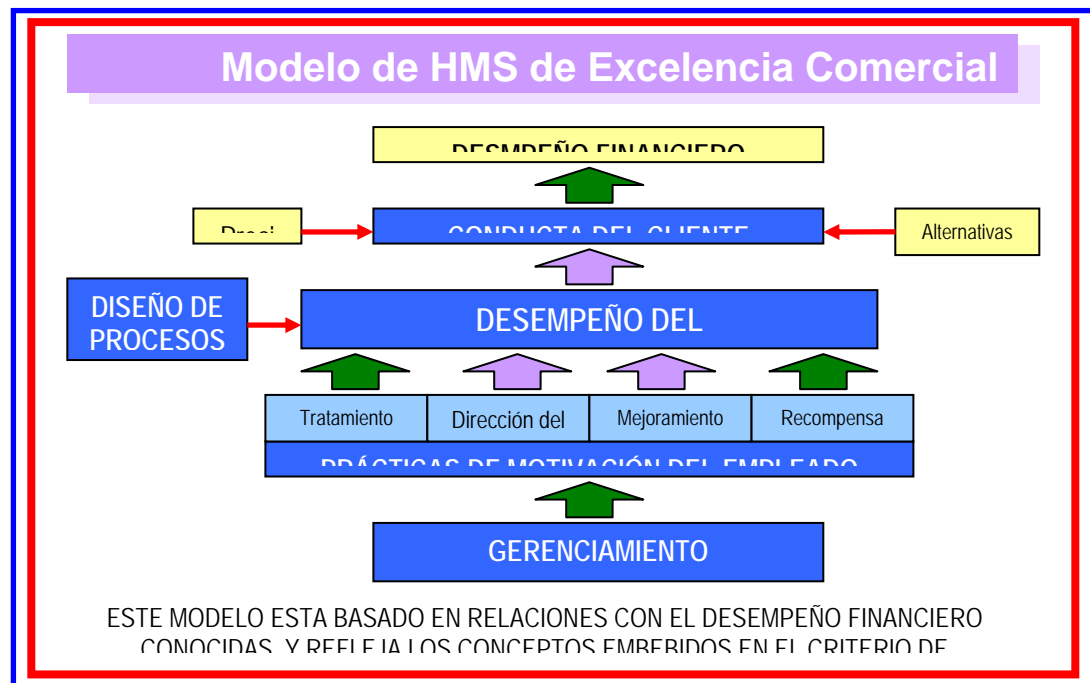 Modelo de HMS de Excelencia Comercial
DESMPEÑO FINANCIERO
CONDUCTA DEL CLIENTE
Alternativas
DISEÑO DE
PROCESOS
DESEMPEÑO DEL
Tratamiento
Dirección del
Mejoramiento
Recompensa
PRÁCTICAS DE MOTIVACIÓN DEL EMPLEADO
GERENCIAMIENTO
ESTE MODELO ESTA BASADO EN RELACIONES CON EL DESEMPEÑO FINANCIERO
CONOCIDAS, Y REFLEJA LOS CONCEPTOS EMBEBIDOS EN EL CRITERIO DE